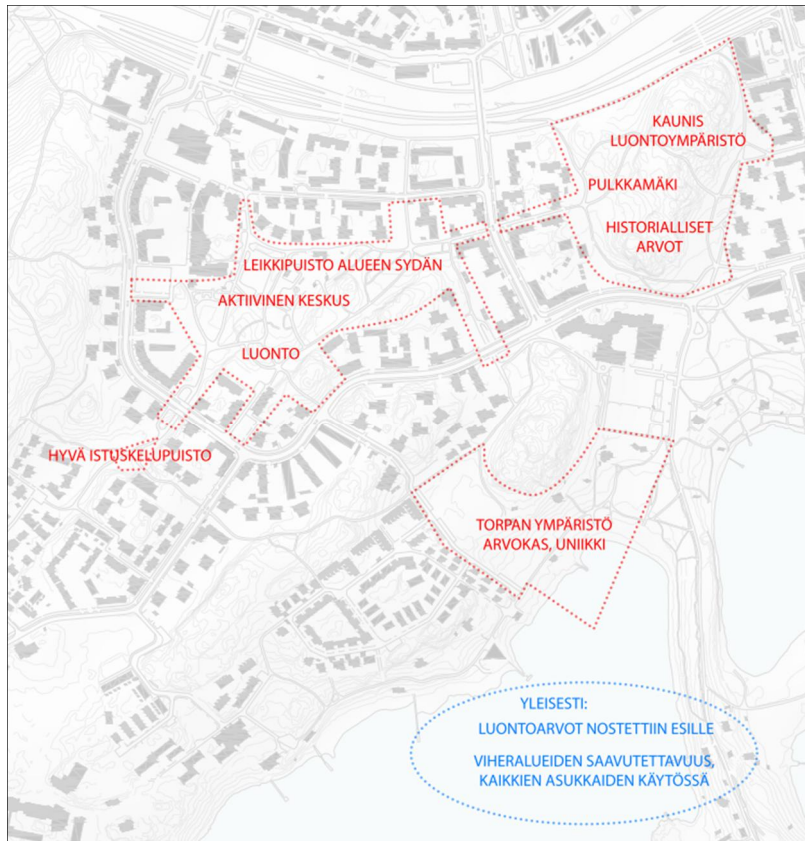 KAUNIS
LUONTOYMPÄRISTÖ
PULKKAMÄKI
HISTORIALLISET
ARVOT
LEIKKIPUISTO ALUEEN SYDÄN
AKTIIVINEN KESKUS
LUONTO
HYVÄ ISTUSKELUPUISTO
TORPAN YMPÄRISTÖ
ARVOKAS, UNIIKKI
YLEISESTI:
LUONTOARVOT NOSTETTIIN ESILLE
VIHERALUEIDEN SAAVUTETTAVUUS,
KAIKKIEN ASUKKAIDEN KÄYTÖSSÄ